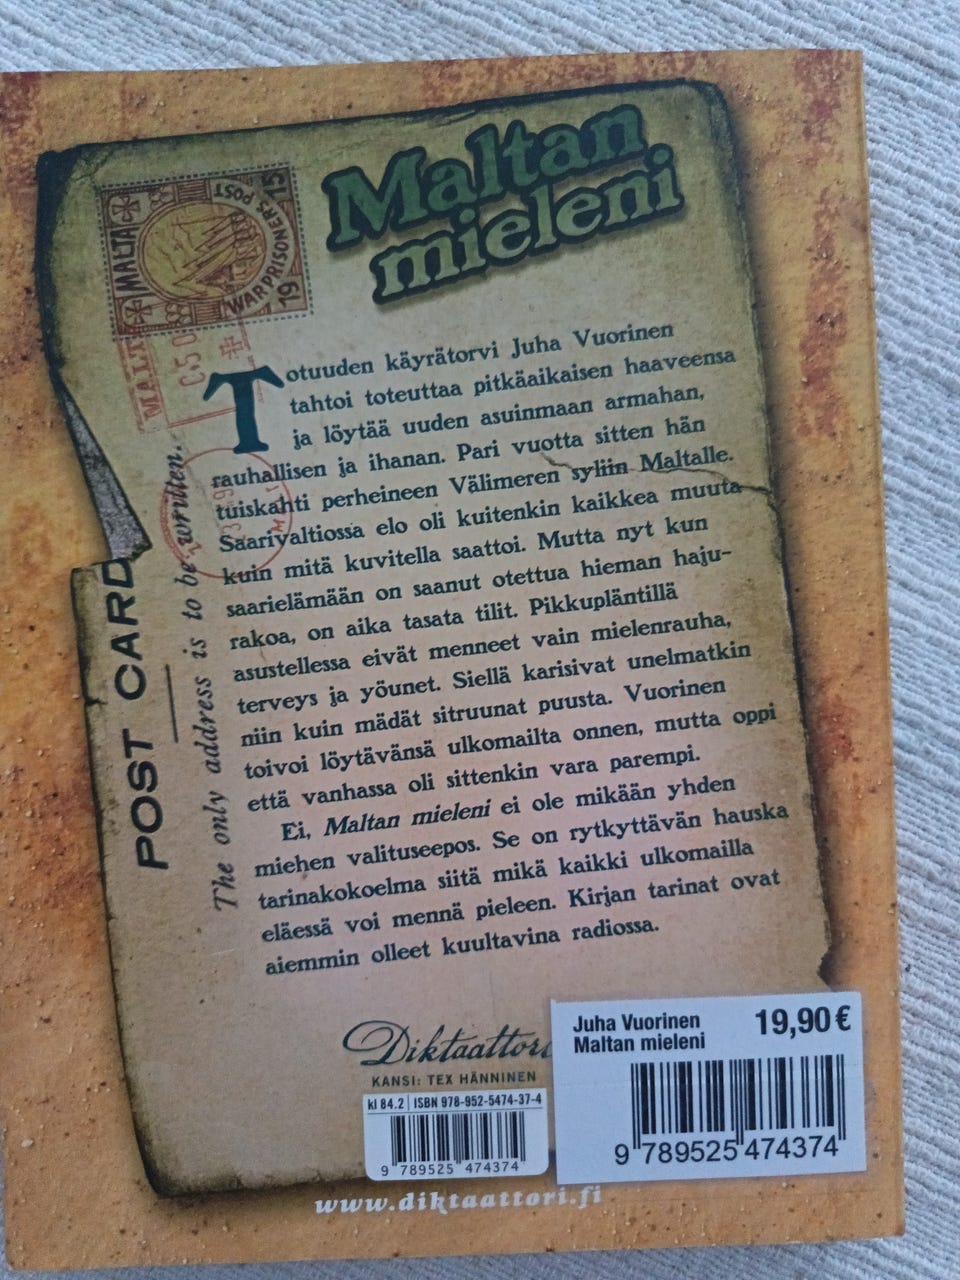 Maltan
mieleni
MALTA
WAR PRISONERS POST
19 15
POST CARD
The only address is to be written.
Totuuden käyrätorvi Juha Vuorinen
tahtoi toteuttaa pitkäaikaisen haaveensa
ja löytää uuden asuinmaan armahan,
rauhallisen ja ihanan. Pari vuotta sitten hän
tuiskahti perheineen Välimeren syliin Maltalle.
Saarivaltiossa elo oli kuitenkin kaikkea muuta
kuin mitä kuvitella saattoi. Mutta nyt kun
saarielämään on saanut otettua hieman haju-
rakoa, on aika tasata tilit. Pikkupläntillä
asustellessa eivät menneet vain mielenrauha,
terveys ja yöunet. Siellä karisivat unelmatkin
niin kuin mädät sitruunat puusta. Vuorinen
toivoi löytävänsä ulkomailta onnen, mutta oppi
että vanhassa oli sittenkin vara parempi.
Ei, Maltan mieleni ei ole mikään yhden
miehen valituseepos. Se on rytkyttävän hauska
tarinakokoelma siitä mikä kaikki ulkomailla
eläessä voi mennä pieleen. Kirjan tarinat ovat
aiemmin olleet kuultavina radiossa.
Diktaattori
KANSI: TEX HÄNNINEN
kl 84.2 ISBN 978-952-5474-37-4
9 789525 474374
Juha Vuorinen 19,90 €
Maltan mieleni
9 789525 474374
www.diktaattori.fi